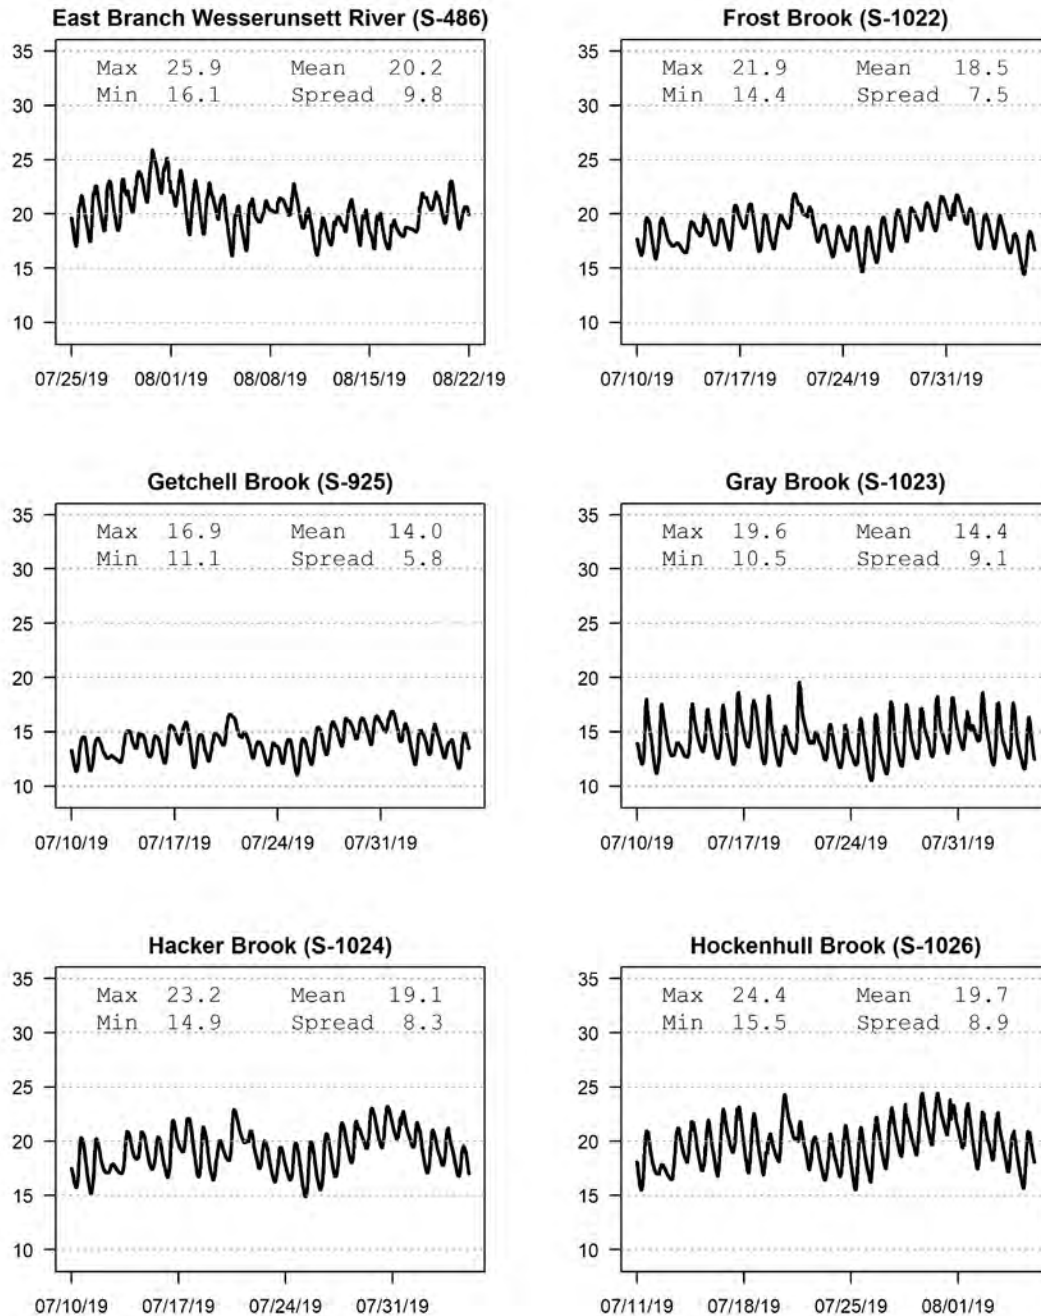 East Branch Wesserunsett River (S-486)
Max 25.9 Mean 20.2
Min 16.1 Spread 9.8
35
30
25
20
15
10
07/25/19 08/01/19 08/08/19 08/15/19 08/22/19
Frost Brook (S-1022)
Max 21.9 Mean 18.5
Min 14.4 Spread 7.5
35
30
25
20
15
10
07/10/19 07/17/19 07/24/19 07/31/19
Getchell Brook (S-925)
Max 16.9 Mean 14.0
Min 11.1 Spread 5.8
35
30
25
20
15
10
07/10/19 07/17/19 07/24/19 07/31/19
Gray Brook (S-1023)
Max 19.6 Mean 14.4
Min 10.5 Spread 9.1
35
30
25
20
15
10
07/10/19 07/17/19 07/24/19 07/31/19
Hacker Brook (S-1024)
Max 23.2 Mean 19.1
Min 14.9 Spread 8.3
35
30
25
20
15
10
07/10/19 07/17/19 07/24/19 07/31/19
Hockenhull Brook (S-1026)
Max 24.4 Mean 19.7
Min 15.5 Spread 8.9
35
30
25
20
15
10
07/11/19 07/18/19 07/25/19 08/01/19